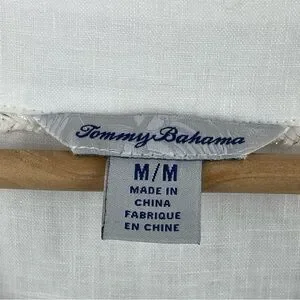 Tommy Bahama
M/M
MADE IN
CHINA
FABRIQUE
EN CHINE